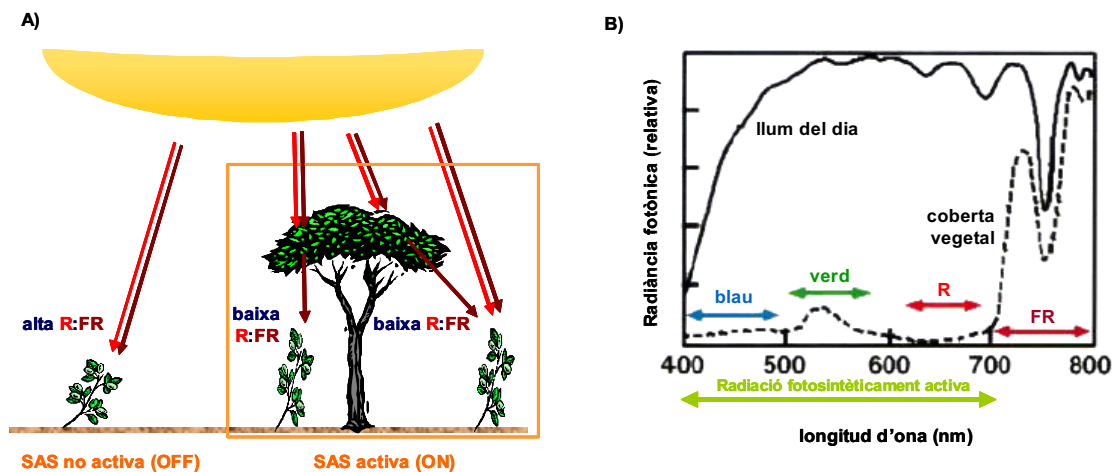 A)
alta R:FR
baixa
R:FR
baixa R:FR
SAS no activa (OFF)
SAS activa (ON)
B)
Radiància fotònica (relativa)
llum del dia
coberta
vegetal
blau
verd
R
FR
400 500 600 700 800
Radiació fotosintèticament activa
longitud d'ona (nm)